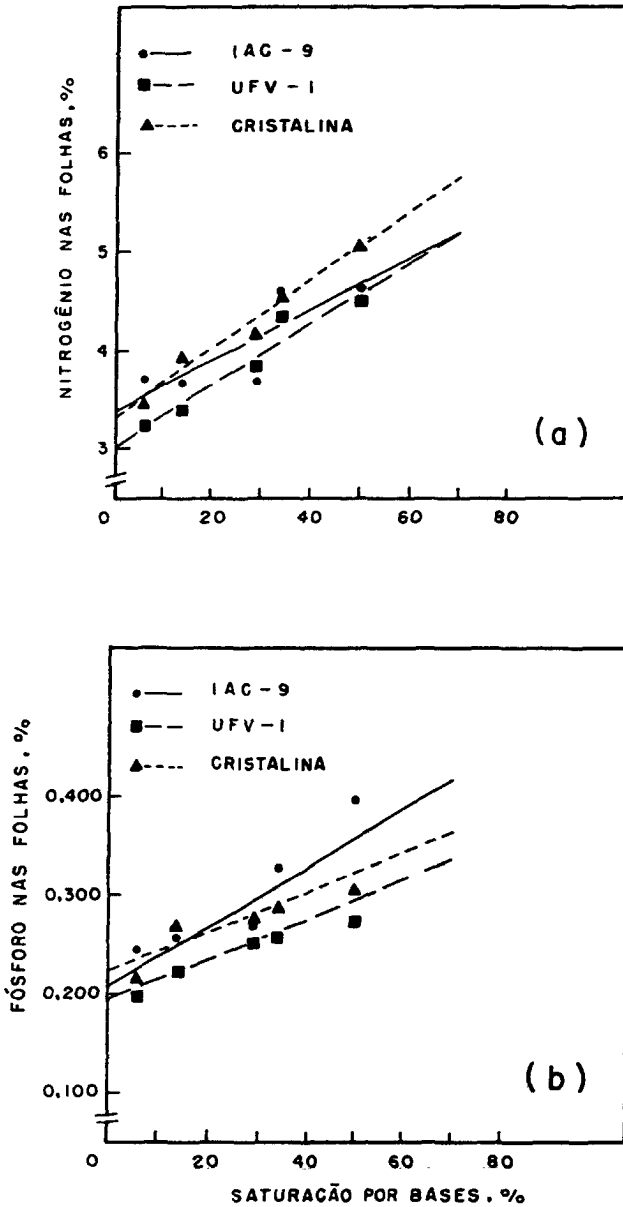 IAC - 9
UFV - 1
CRISTALINA
NITROGÊNIO NAS FOLHAS, %
6
5
4
3
(a)
0 20 40 60 80
IAC - 9
UFV - 1
CRISTALINA
FÓSFORO NAS FOLHAS, %
0,400
0,300
0,200
0,100
(b)
0 20 40 60 80
SATURAÇÃO POR BASES, %